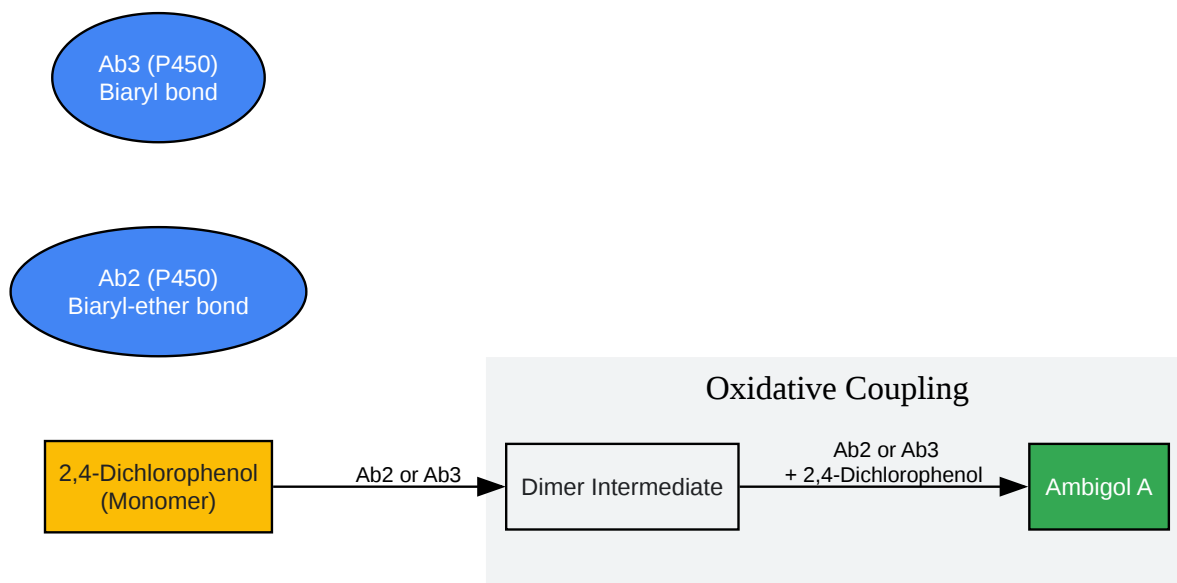 Ab3 (P450)
Biaryl bond
Ab2 (P450)
Biaryl-ether bond
Oxidative Coupling
2,4-Dichlorophenol
(Monomer)
Ab2 or Ab3
Dimer Intermediate
Ab2 or Ab3
+ 2,4-Dichlorophenol
Ambigol A